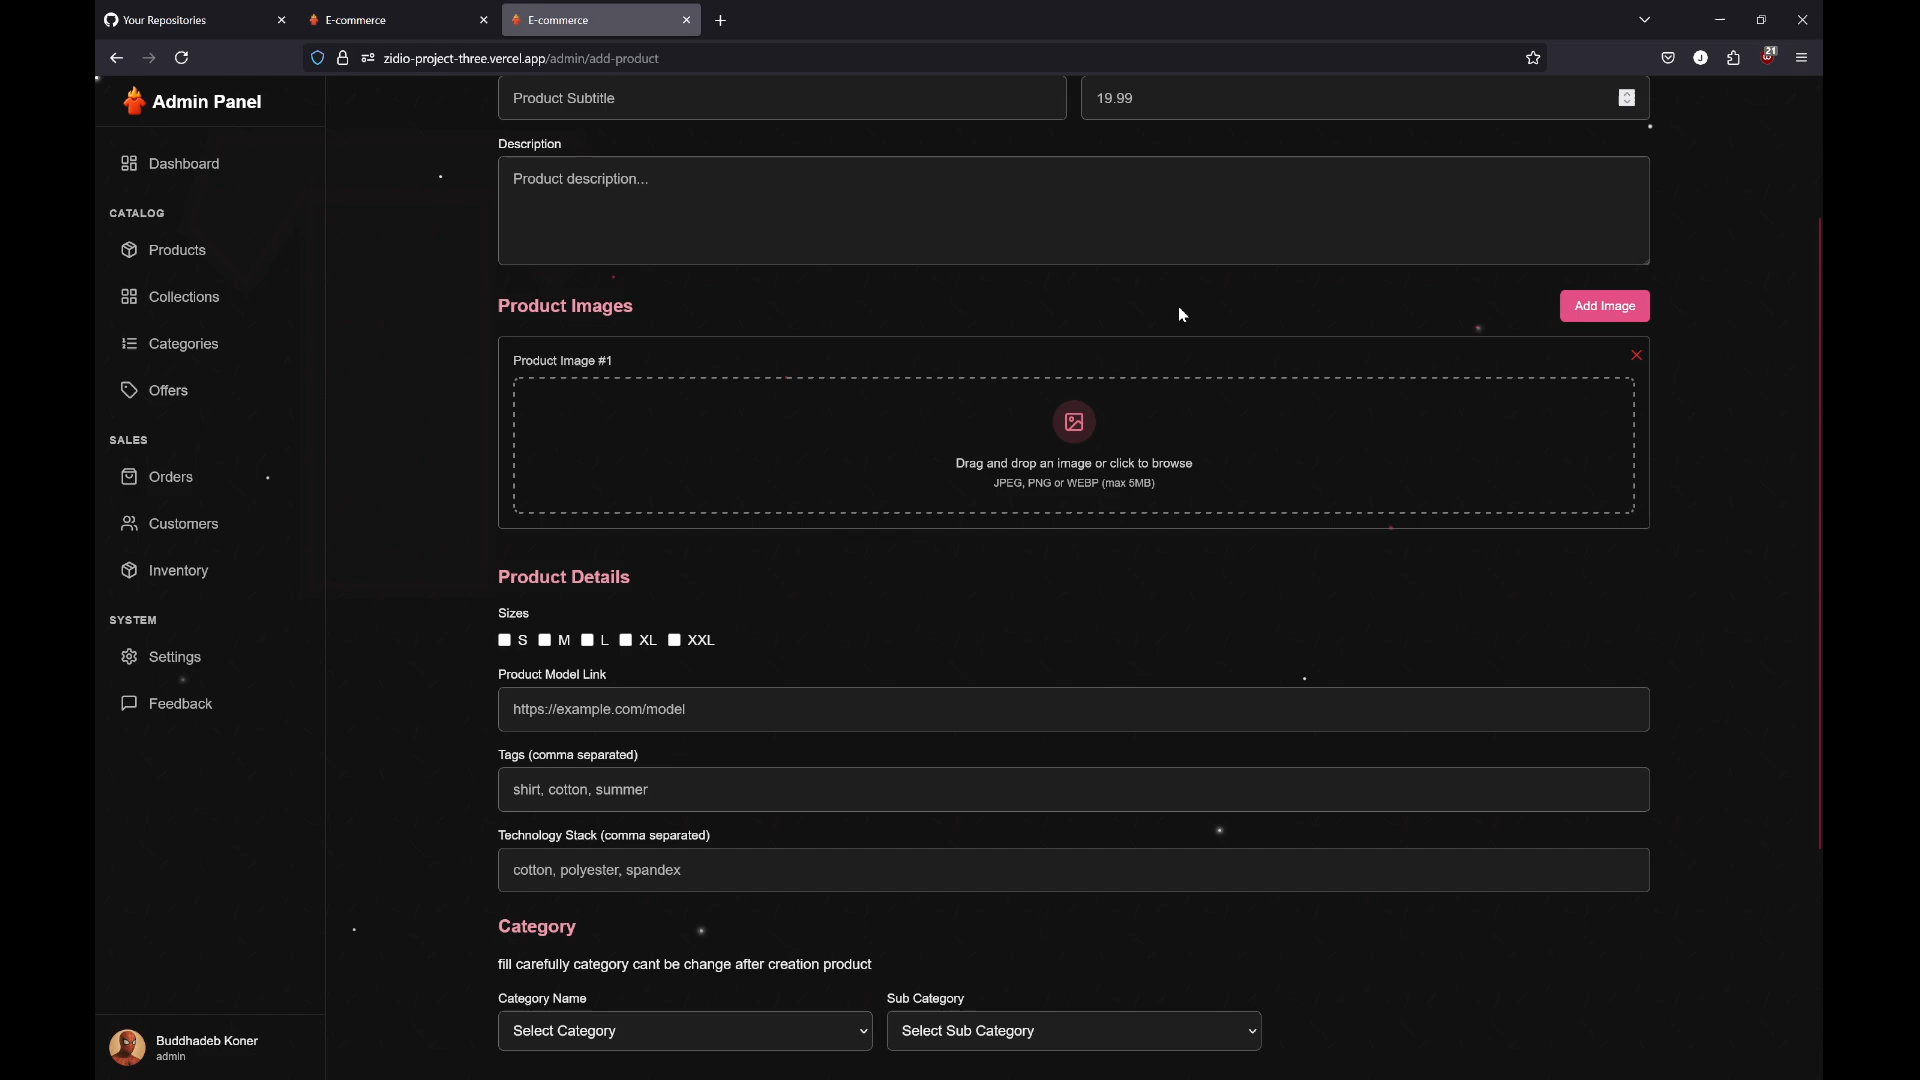 Your Repositories
E-commerce
E-commerce
zidio-project-three.vercel.app/admin/add-product
J
21
Admin Panel
Dashboard
CATALOG
Products
Collections
Categories
Offers
SALES
Orders
Customers
Inventory
SYSTEM
Settings
Feedback
Buddhadeb Koner
admin
Product Subtitle
19.99
Description
Product description...
Product Images
Add Image
Product Image #1
Drag and drop an image or click to browse
JPEG, PNG or WEBP (max 5MB)
Product Details
Sizes
S M L XL XXL
Product Model Link
https://example.com/model
Tags (comma separated)
shirt, cotton, summer
Technology Stack (comma separated)
cotton, polyester, spandex
Category
fill carefully category cant be change after creation product
Category Name
Sub Category
Select Category
Select Sub Category